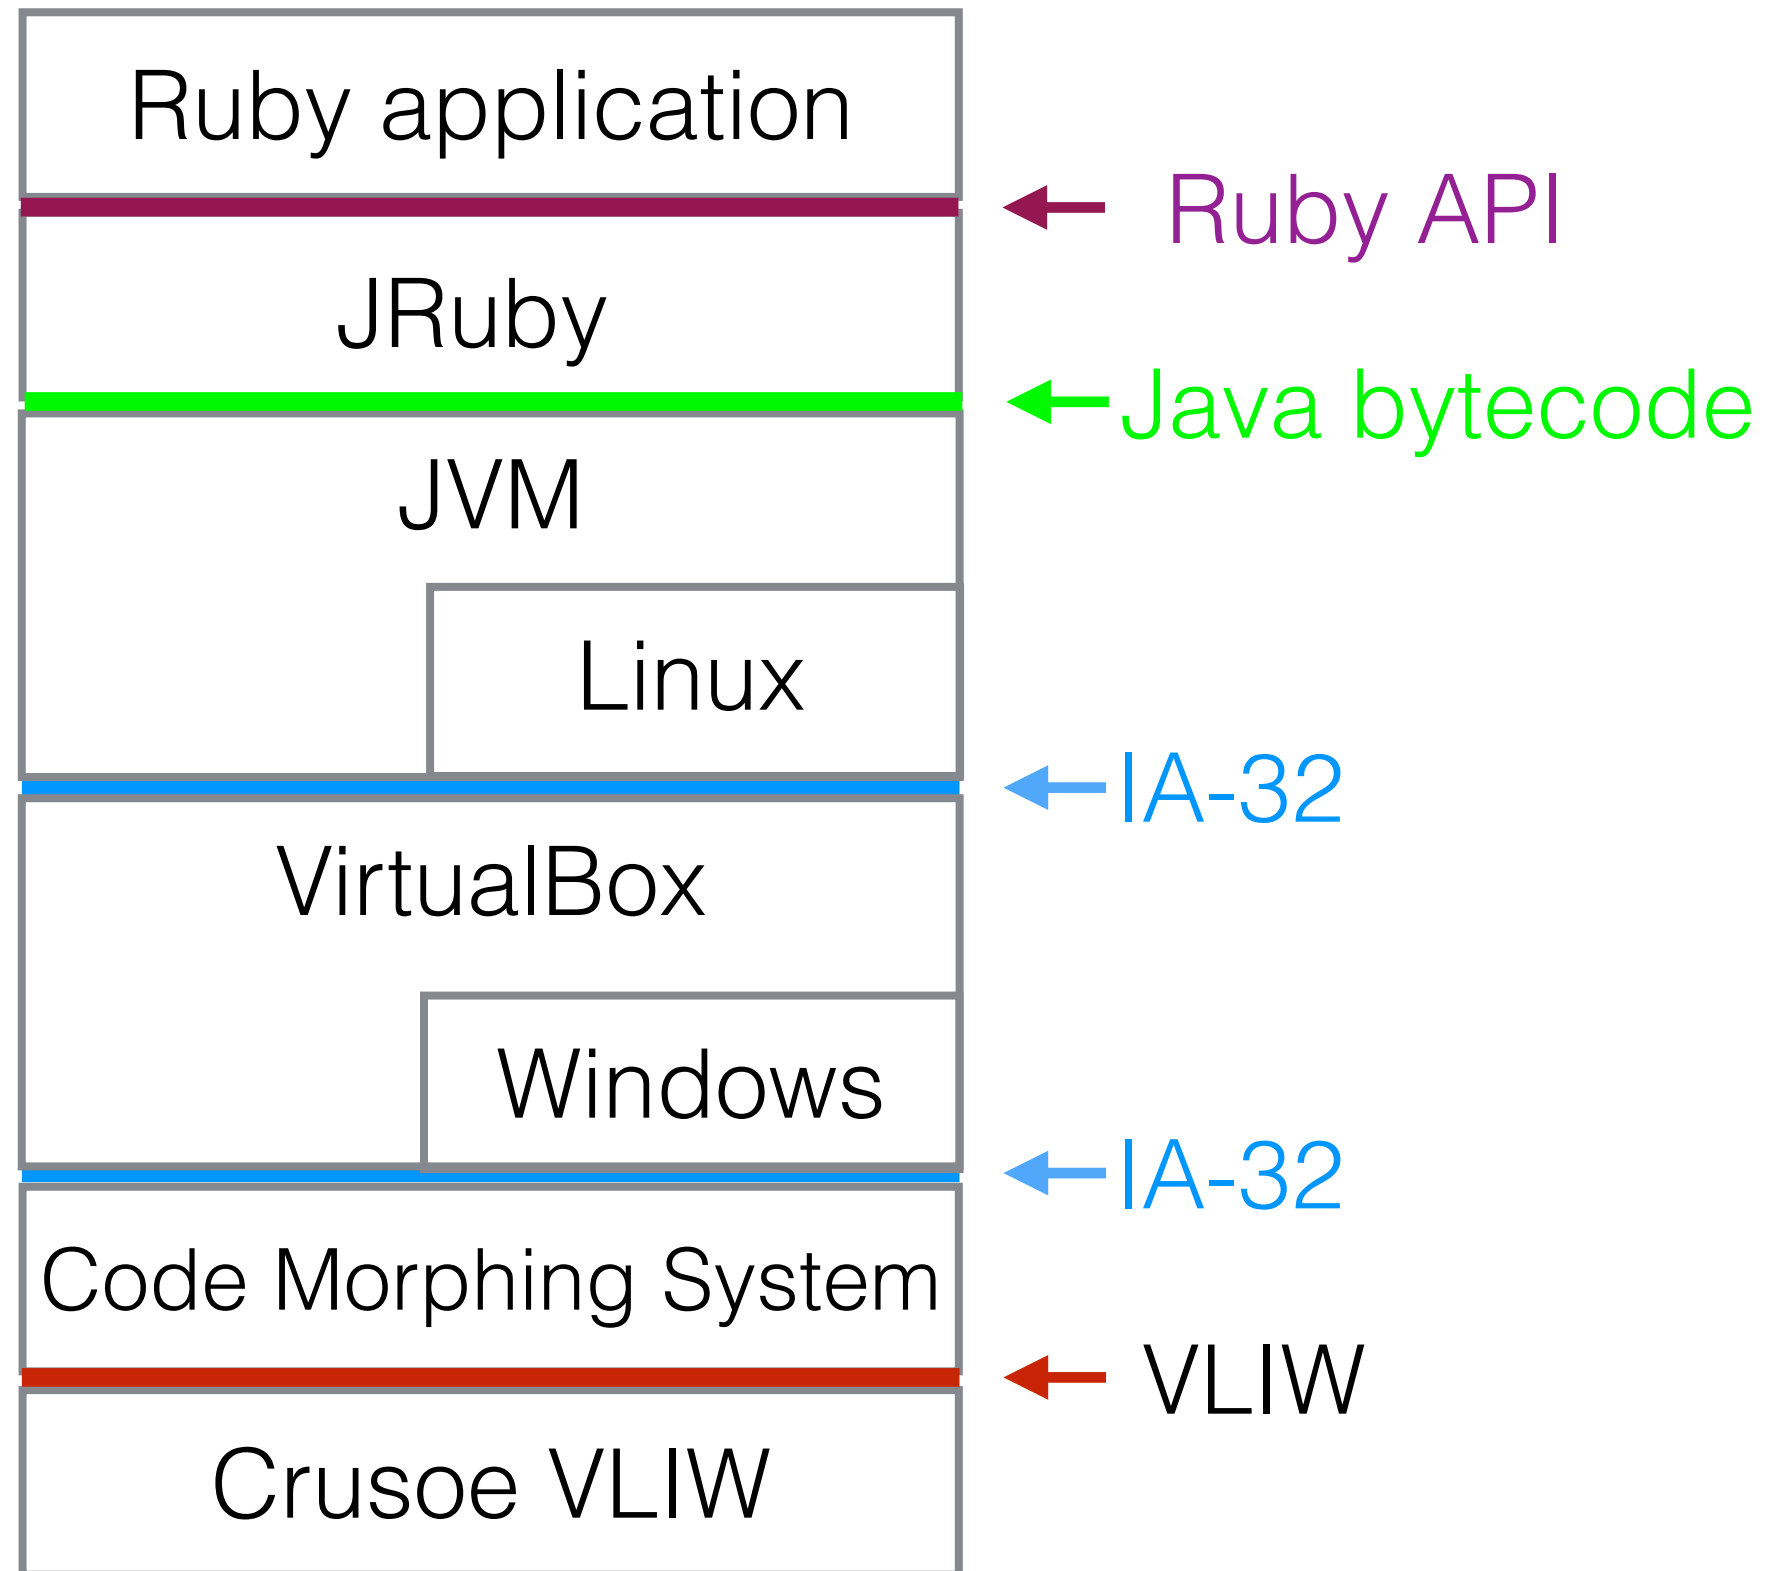 Ruby application
Ruby API
JRuby
Java bytecode
JVM
Linux
IA-32
VirtualBox
Windows
IA-32
Code Morphing System
VLIW
Crusoe VLIW